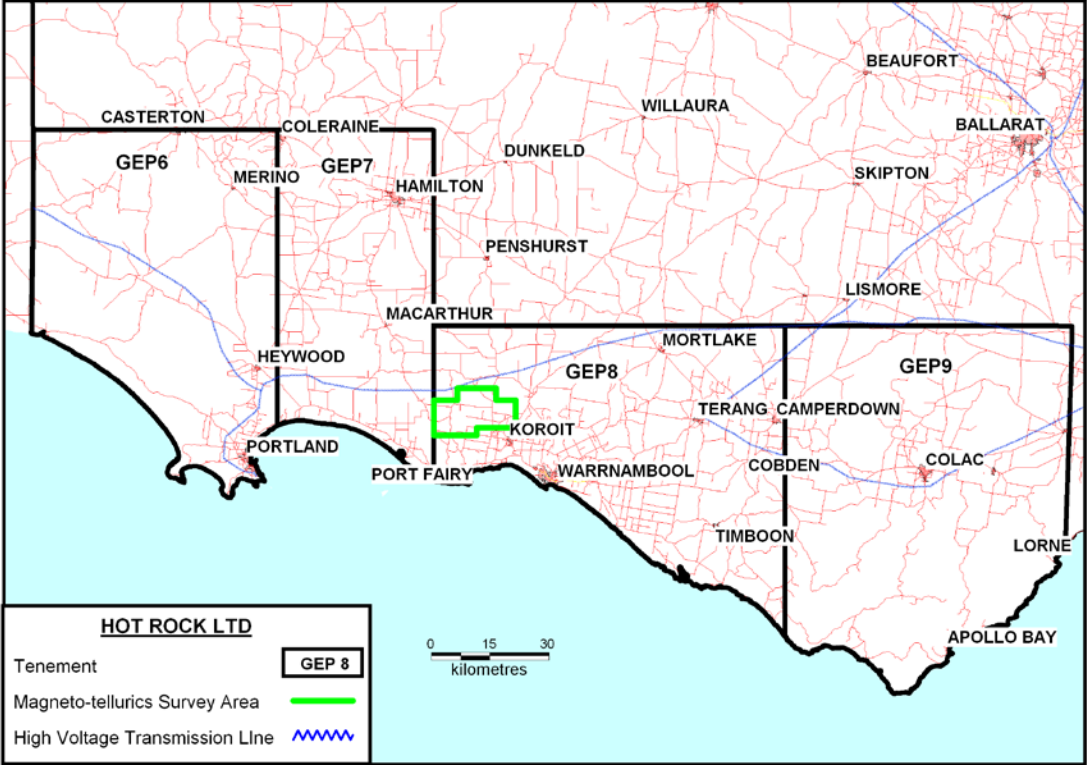 BEAUFORT
WILLAURA
CASTERTON
COLERAINE
BALLARAT
GEP6
GEP7
DUNKELD
MERINO
HAMILTON
SKIPTON
PENSHURST
LISMORE
MACARTHUR
MORTLAKE
HEYWOOD
GEP8
GEP9
TERANG
CAMPERDOWN
KOROIT
PORTLAND
PORT FAIRY
WARRNAMBOOL
COBDEN
COLAC
TIMBOON
LORNE
APOLLO BAY
0 15 30
kilometres
HOT ROCK LTD
Tenement
GEP 8
Magneto-tellurics Survey Area
High Voltage Transmission LIne